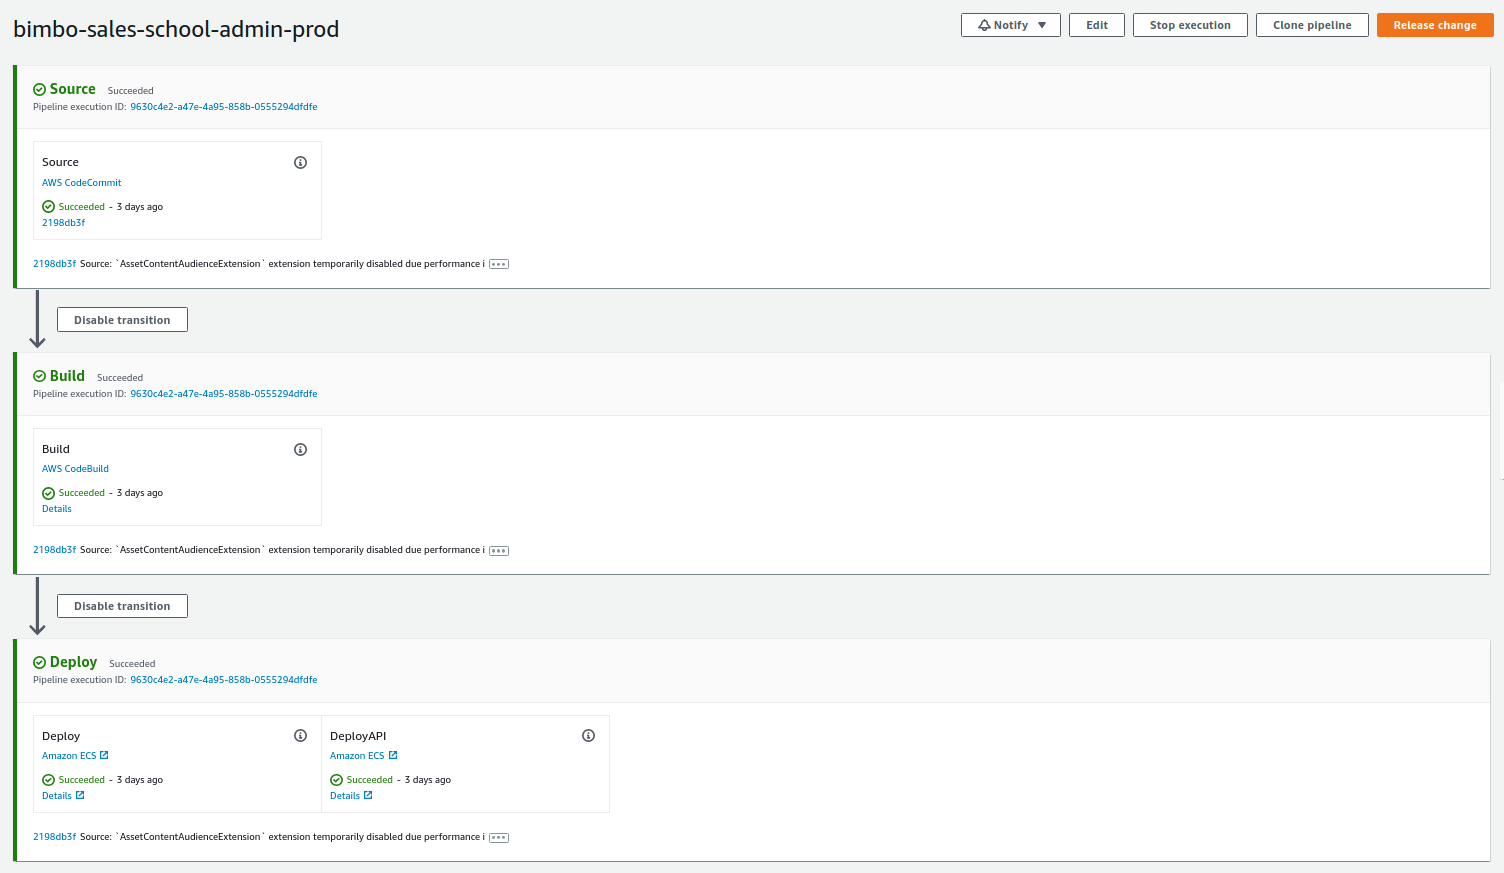 bimbo-sales-school-admin-prod
Notify
Edit
Stop execution
Clone pipeline
Release change
Source Succeeded
Pipeline execution ID: 9630c4e2-a47e-4a95-858b-0555294dfdfe
Source
AWS CodeCommit
Succeeded - 3 days ago
2198db3f
2198db3f Source: `AssetContentAudienceExtension` extension temporarily disabled due performance i
Disable transition
Build Succeeded
Pipeline execution ID: 9630c4e2-a47e-4a95-858b-0555294dfdfe
Build
AWS CodeBuild
Succeeded - 3 days ago
Details
2198db3f Source: `AssetContentAudienceExtension` extension temporarily disabled due performance i
Disable transition
Deploy Succeeded
Pipeline execution ID: 9630c4e2-a47e-4a95-858b-0555294dfdfe
Deploy
Amazon ECS
Succeeded - 3 days ago
Details
DeployAPI
Amazon ECS
Succeeded - 3 days ago
Details
2198db3f Source: `AssetContentAudienceExtension` extension temporarily disabled due performance i